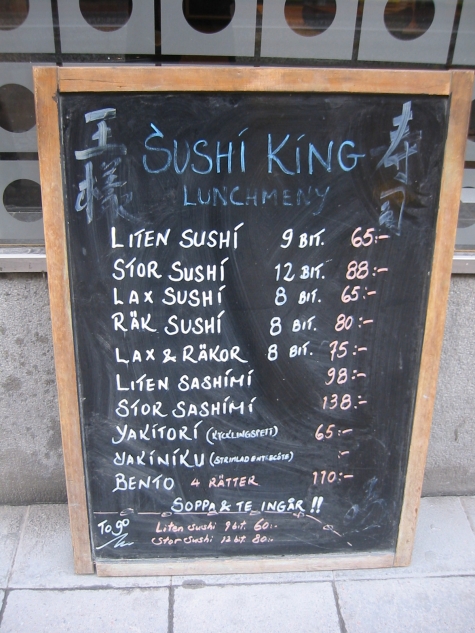 王様
寿司
SUSHI KING
LUNCHMENY
LITEN SUSHI 9 BIT. 65:-
STOR SUSHI 12 BIT. 88:-
LAX SUSHI 8 BIT. 65:-
RÄK SUSHI 8 BIT. 80:-
LAX & RÄKOR 8 BIT. 75:-
LITEN SASHIMI 98:-
STOR SASHIMI 138:-
YAKITORI (KYCKLINGSPETT) 65:-
YAKINIKU (STRIMLAD ENTRECÔTE) :-
BENTO 4 RÄTTER 110:-
SOPPA & TE INGÅR !!
To go
Liten sushi 9 bit. 60:-
Stor sushi 12 bit. 80:-